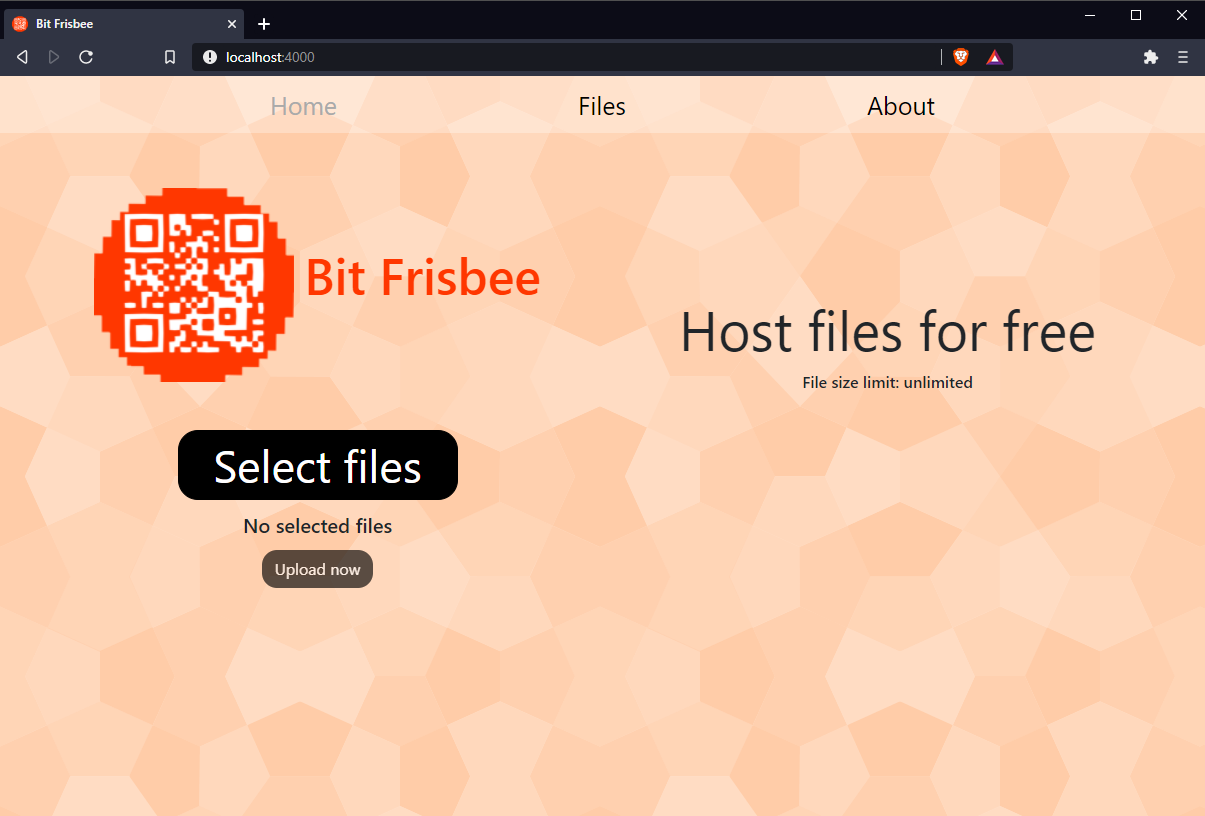 Bit Frisbee
localhost:4000
Home
Files
About
Bit Frisbee
Host files for free
File size limit: unlimited
Select files
No selected files
Upload now